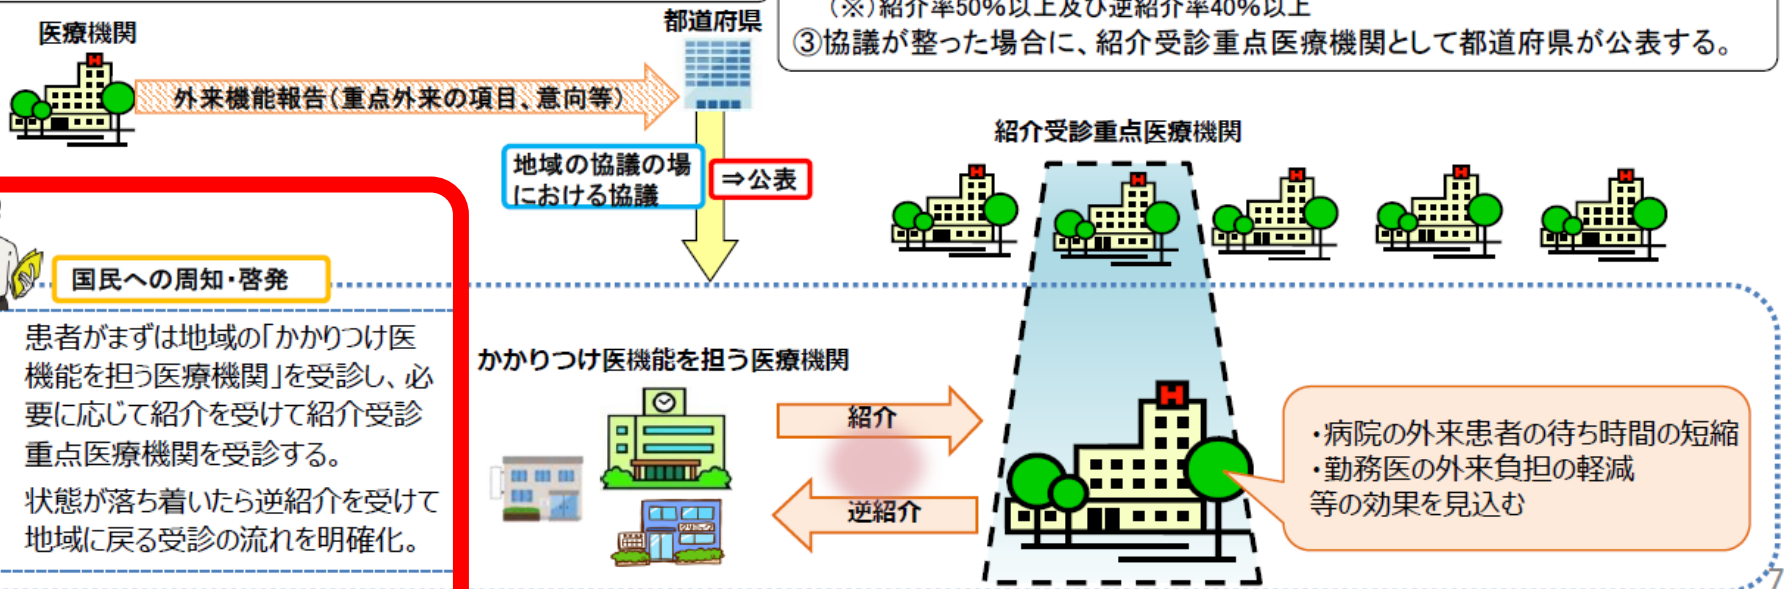 (※)紹介率50%以上及び逆紹介率40%以上
③協議が整った場合に、紹介受診重点医療機関として都道府県が公表する。
医療機関
都道府県
外来機能報告(重点外来の項目、意向等)
地域の協議の場
における協議
⇒公表
紹介受診重点医療機関
国民への周知・啓発
患者がまずは地域の「かかりつけ医
機能を担う医療機関」を受診し、必
要に応じて紹介を受けて紹介受診
重点医療機関を受診する。
状態が落ち着いたら逆紹介を受けて
地域に戻る受診の流れを明確化。
かかりつけ医機能を担う医療機関
紹介
逆紹介
クリニック
・病院の外来患者の待ち時間の短縮
・勤務医の外来負担の軽減
等の効果を見込む
7